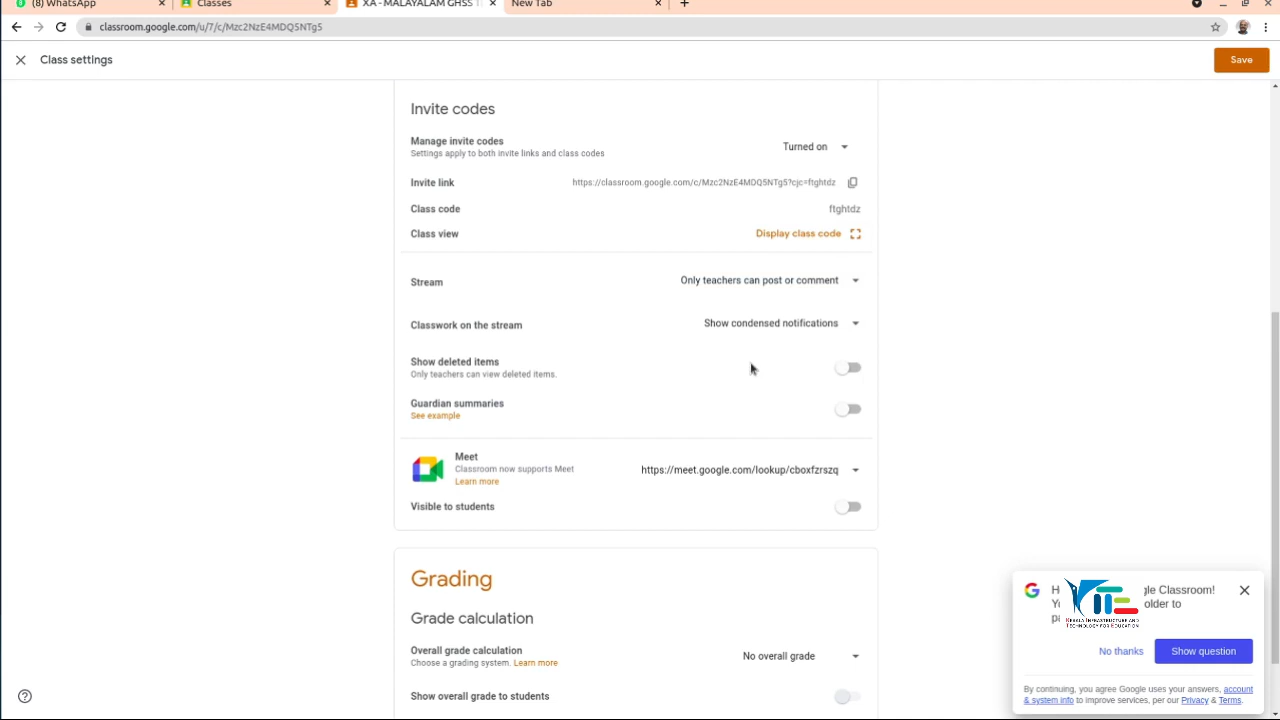 (8) WhatsApp
Classes
XA - MALAYALAM GHSS
New Tab
classroom.google.com/u/7/c/Mzc2NzE4MDQ5NTg5
Class settings
Save
Invite codes
Manage invite codes
Turned on
Settings apply to both invite links and class codes
Invite link
https://classroom.google.com/c/Mzc2NzE4MDQ5NTg5?cjc=ftghtdz
Class code
ftghtdz
Class view
Display class code
Stream
Only teachers can post or comment
Classwork on the stream
Show condensed notifications
Show deleted items
Only teachers can view deleted items.
Guardian summaries
See example
Meet
Classroom now supports Meet
https://meet.google.com/lookup/cboxfzrszq
Learn more
Visible to students
Grading
Grade calculation
Overall grade calculation
No overall grade
Choose a grading system. Learn more
Show overall grade to students
Classroom!
older to
KERALA INFRASTRUCTURE AND
TECHNOLOGY FOR EDUCATION
No thanks
Show question
By continuing, you agree Google uses your answers, account
& system info to improve services, per our Privacy & Terms.